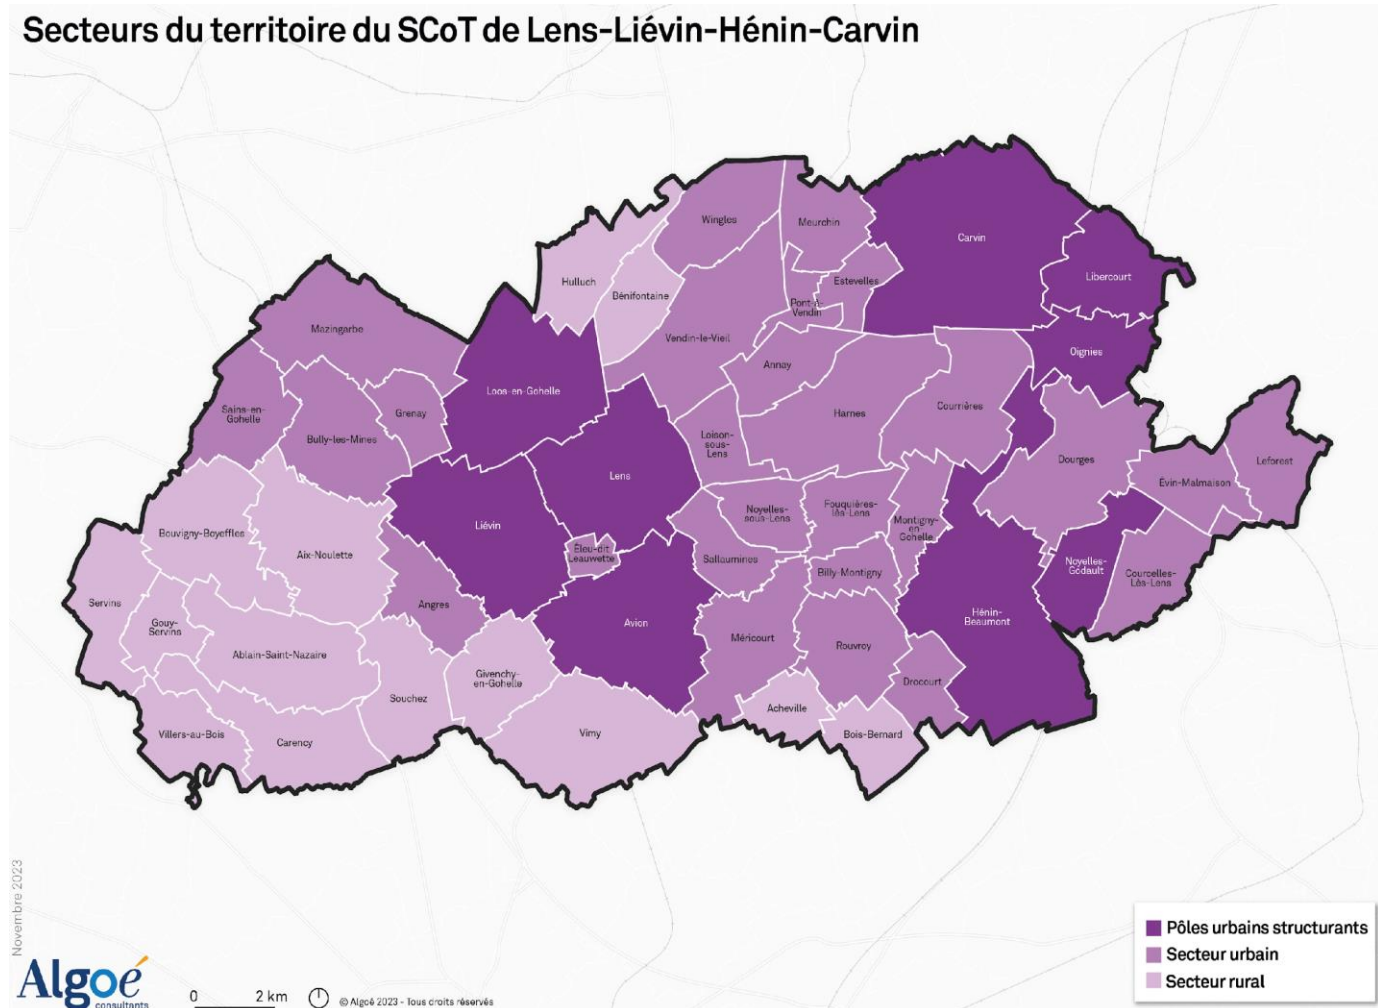 Secteurs du territoire du SCoT de Lens-Liévin-Hénin-Carvin
Wingles
Meurchin
Carvin
Libercourt
Hulluch
Bénifontaine
Estevelles
Pont-à-
Vendin
Mazingarbe
Vendin-le-Vieil
Oignies
Annay
Loos-en-Gohelle
Sains-en-
Gohelle
Grenay
Harnes
Courrières
Bully-les-Mines
Loison-
sous-
Lens
Dourges
Leforest
Lens
Évin-Malmaison
Noyelles-
sous-Lens
Fouquières-
lès-Lens
Montigny-
en-
Gohelle
Liévin
Bouvigny-Boyeffles
Aix-Noulette
Éleu-dit
Leauwette
Sallaumines
Billy-Montigny
Noyelles-
Godault
Courcelles-
Lès-Lens
Servins
Angres
Hénin-
Beaumont
Gouy-
Servins
Avion
Méricourt
Rouvroy
Ablain-Saint-Nazaire
Givenchy-
en-Gohelle
Drocourt
Souchez
Acheville
Villers-au-Bois
Carency
Vimy
Bois-Bernard
Novembre 2023
Pôles urbains structurants
Secteur urbain
Secteur rural
Algoé
consultants
0 2 km
© Algoé 2023 - Tous droits réservés